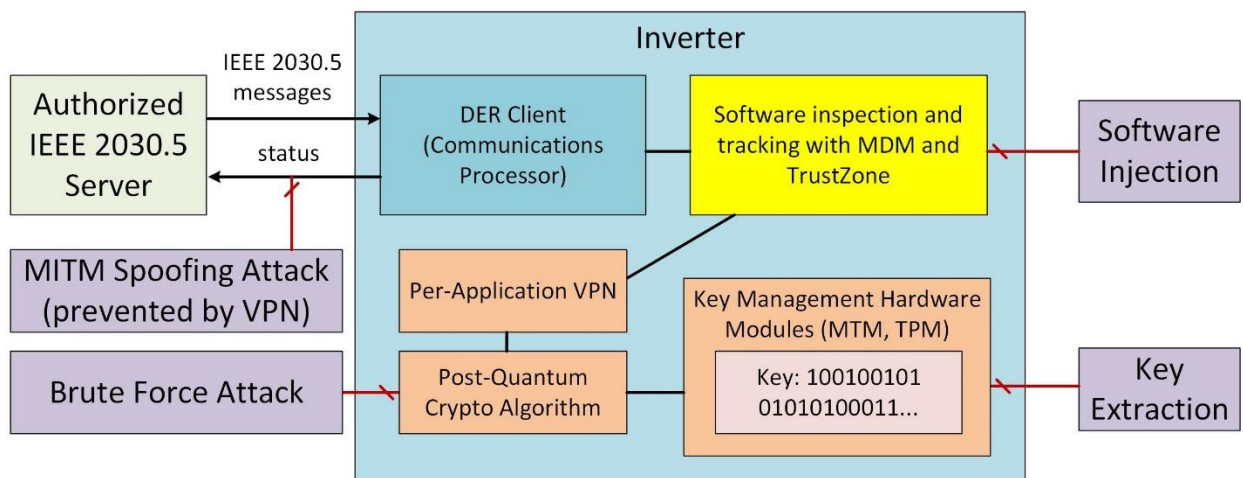 Inverter
IEEE 2030.5
messages
Authorized
IEEE 2030.5
Server
status
DER Client
(Communications
Processor)
Software inspection and
tracking with MDM and
TrustZone
Software
Injection
MITM Spoofing Attack
(prevented by VPN)
Per-Application VPN
Key Management Hardware
Modules (MTM, TPM)
Brute Force Attack
Post-Quantum
Crypto Algorithm
Key: 100100101
01010100011...
Key
Extraction